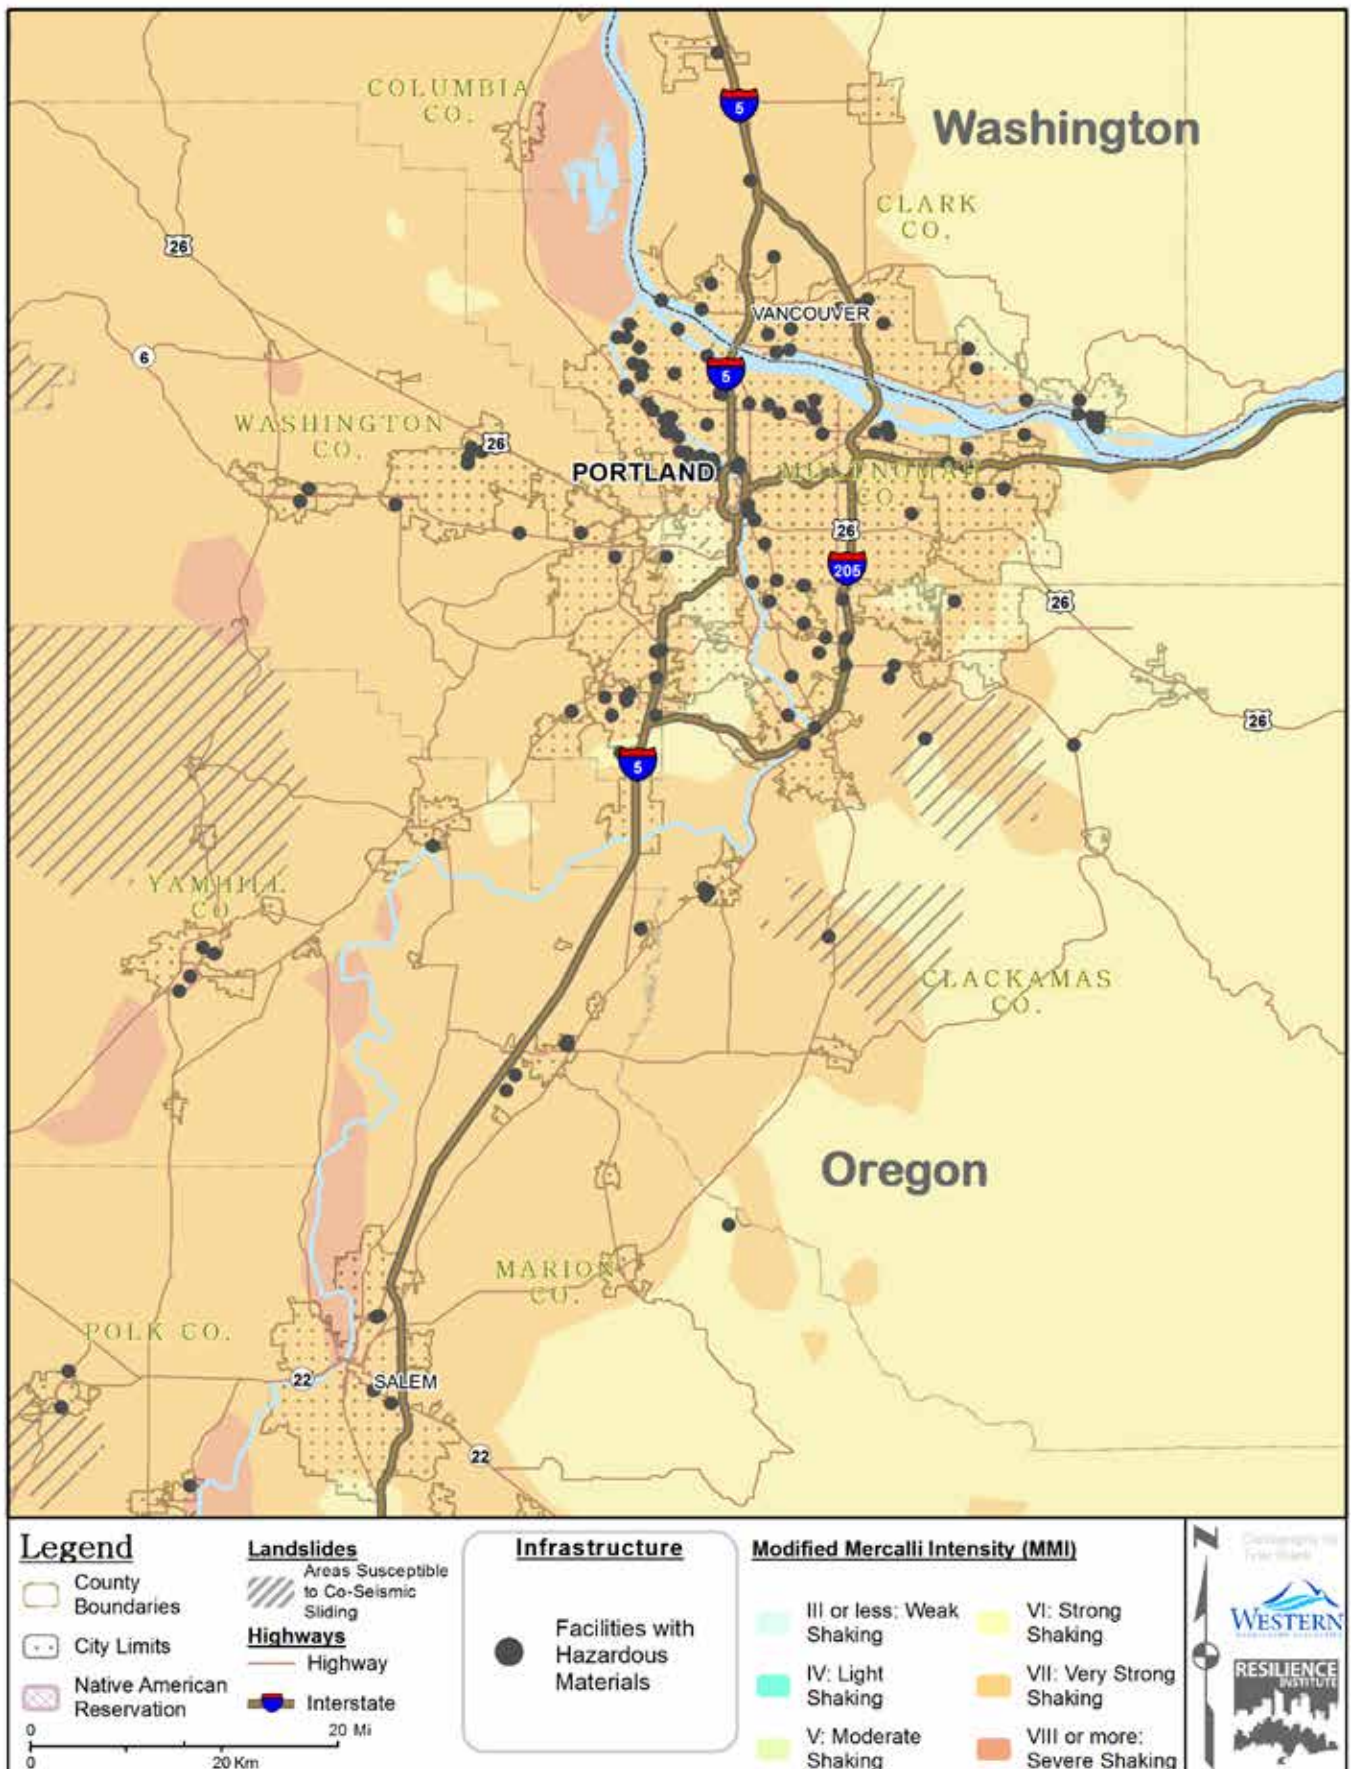 COLUMBIA
CO.
5
Washington
CLARK
CO.
26
VANCOUVER
6
5
WASHINGTON
CO.
26
PORTLAND
MULTNOMAH
CO.
26
205
26
26
5
YAMHILL
CO.
CLACKAMAS
CO.
Oregon
MARION
CO.
POLK CO.
22
SALEM
22
Legend
County
Boundaries
City Limits
Native American
Reservation
0
20 Mi
0
20 Km
Landslides
Areas Susceptible
to Co-Seismic
Sliding
Highways
Highway
Interstate
Infrastructure
Facilities with
Hazardous
Materials
Modified Mercalli Intensity (MMI)
III or less: Weak
Shaking
IV: Light
Shaking
V: Moderate
Shaking
VI: Strong
Shaking
VII: Very Strong
Shaking
VIII or more:
Severe Shaking
N
Cartography by
WESTERN
RESILIENCE
INSTITUTE